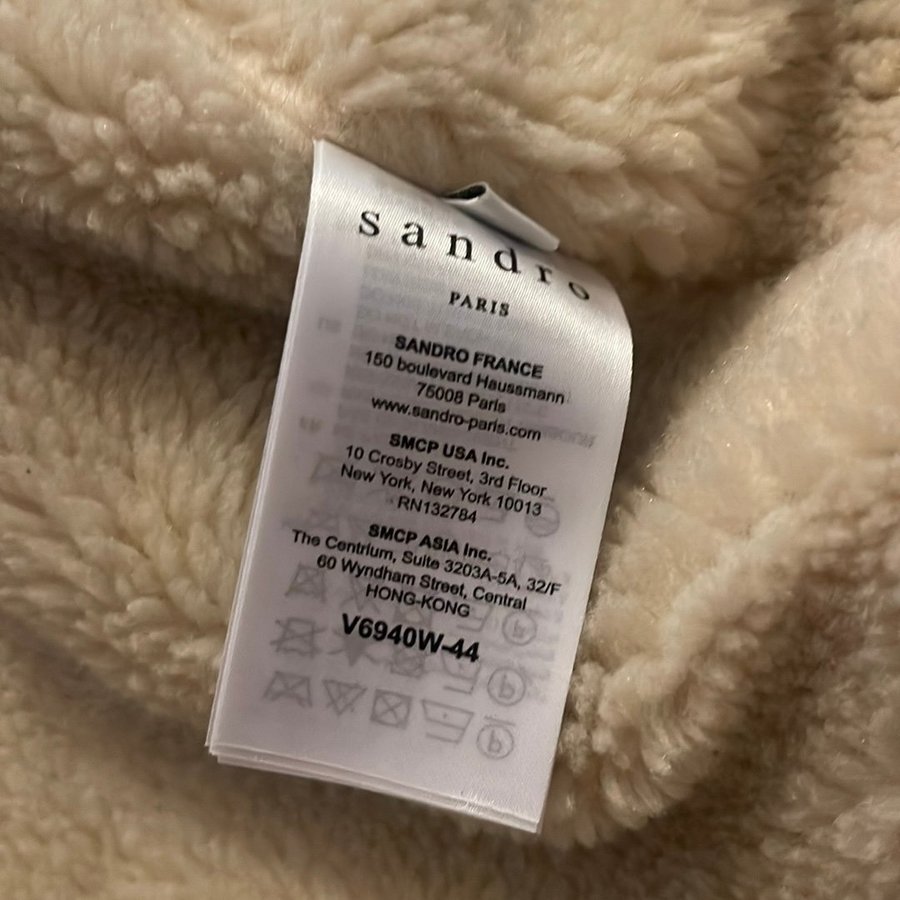 sandro
PARIS
SANDRO FRANCE
150 boulevard Haussmann
75008 Paris
www.sandro-paris.com
SMCP USA Inc.
10 Crosby Street, 3rd Floor
New York, New York 10013
RN132784
SMCP ASIA Inc.
The Centrium, Suite 3203A-5A, 32/F
60 Wyndham Street, Central
HONG-KONG
V6940W-44